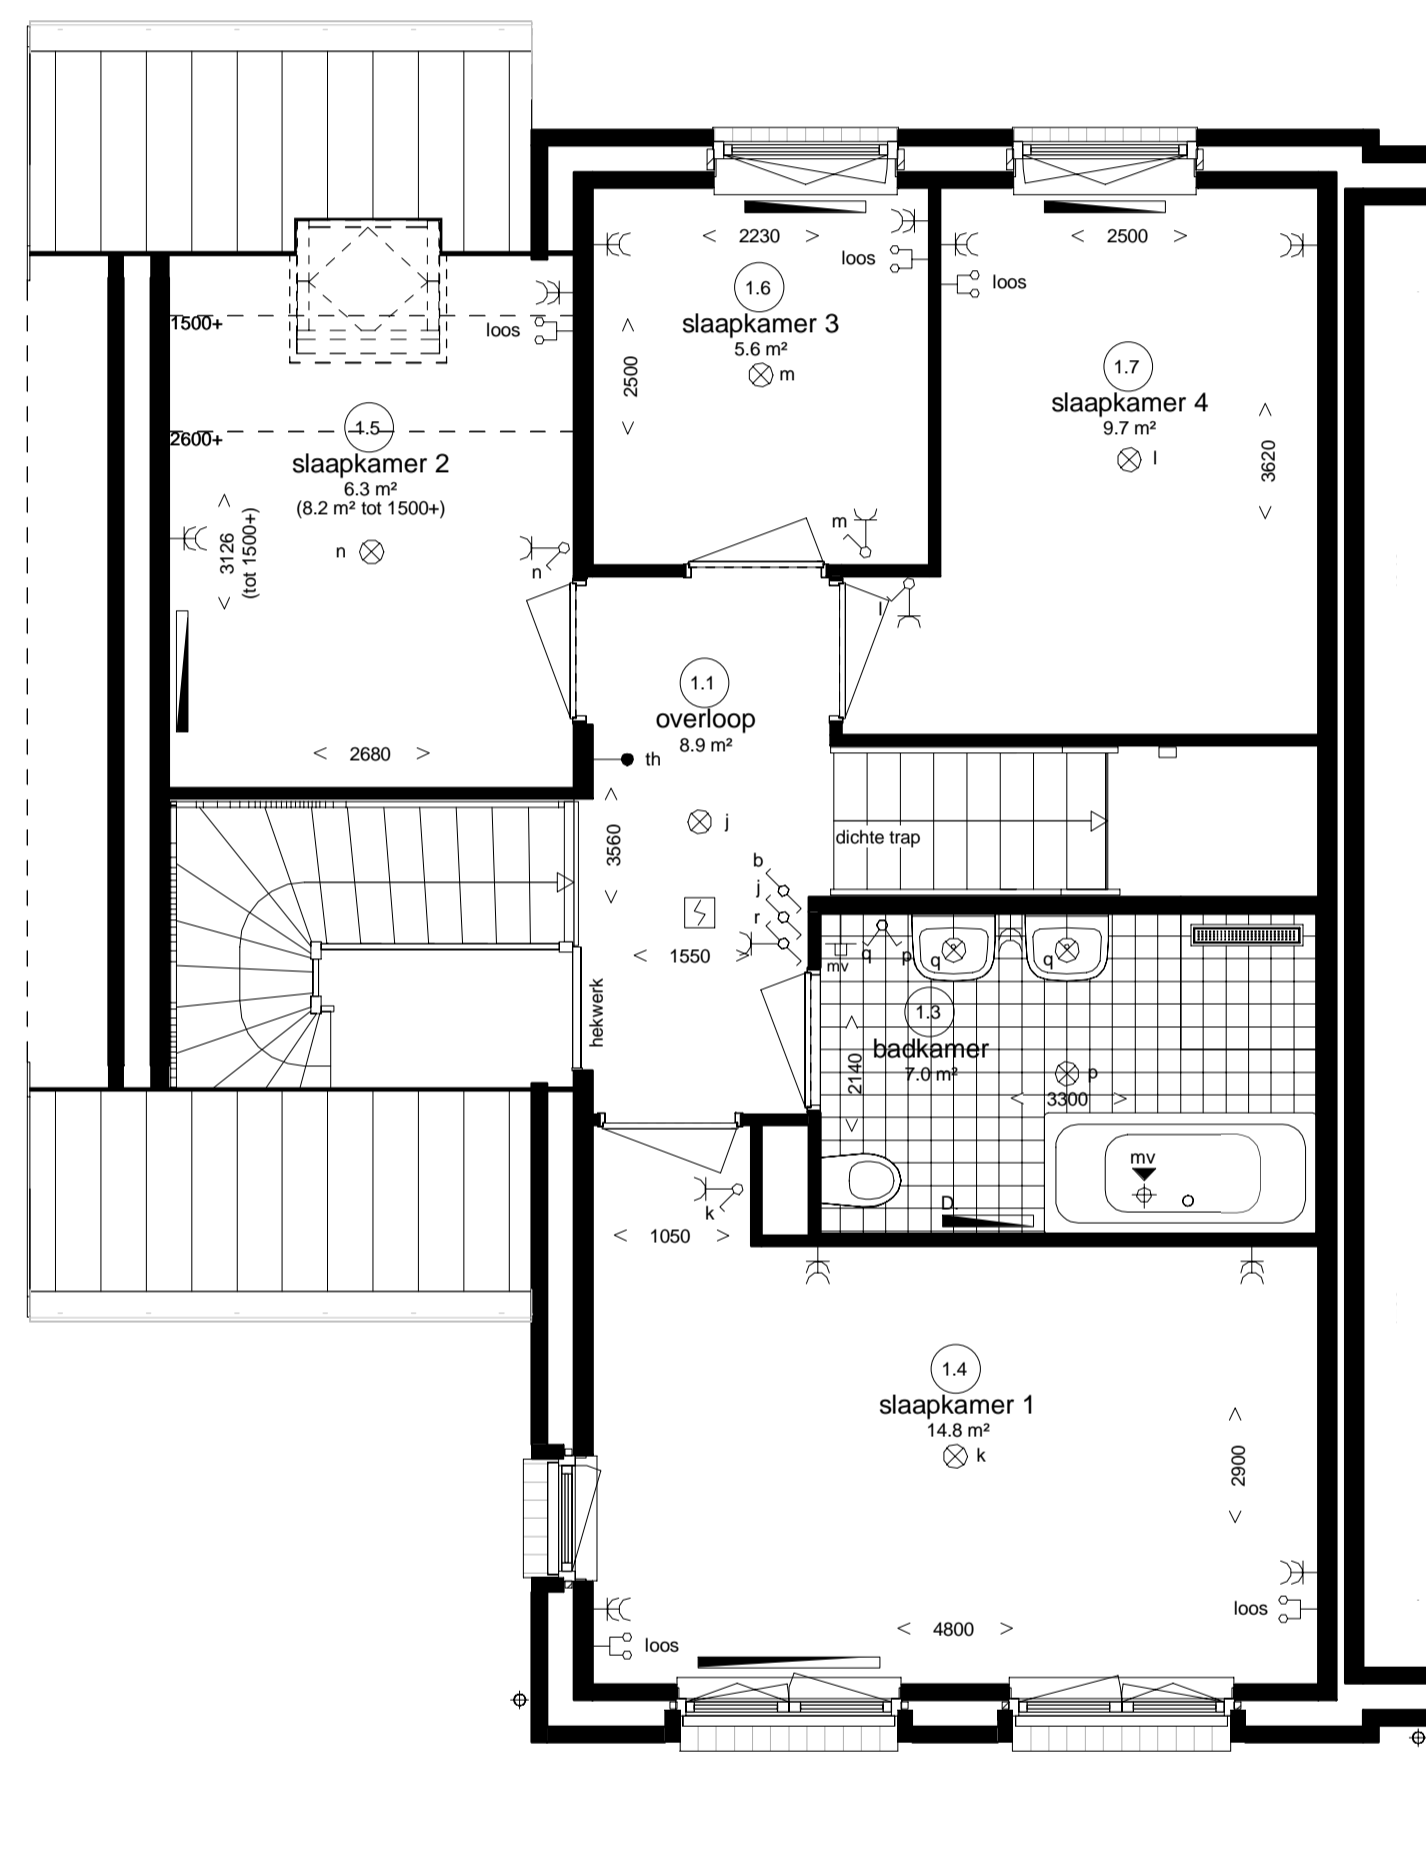 2230
loos
1.6
slaapkamer 3
5.6 m²
m
2500
m
2500
loos
1.7
slaapkamer 4
9.7 m²
l
3620
l
1500+
2600+
loos
1.5
slaapkamer 2
6.3 m²
(8.2 m² tot 1500+)
n
3126
(tot 1500+)
n
2680
1.1
overloop
8.9 m²
th
j
3560
b
j
r
1550
hekwerk
dichte trap
mv
q
p
q
q
1.3
badkamer
7.0 m²
2140
p
3300
mv
D.
k
1050
1.4
slaapkamer 1
14.8 m²
k
2900
loos
4800
loos